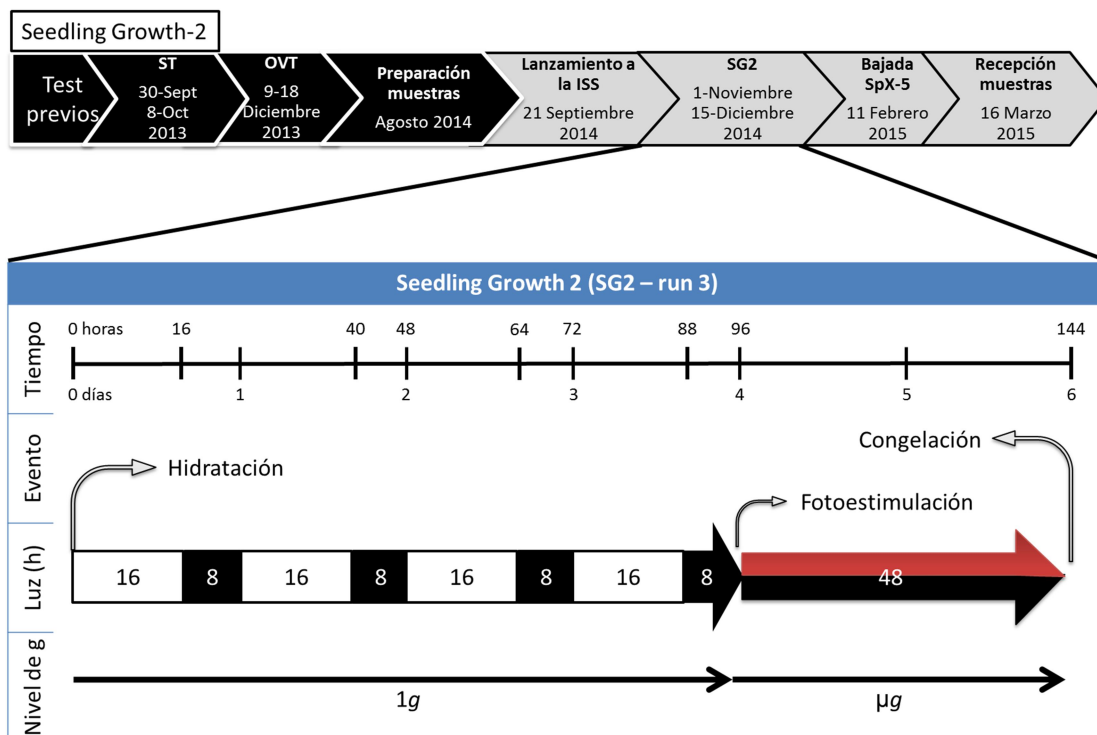 Seedling Growth-2
Test
previos
ST
30-Sept
8-Oct
2013
OVT
9-18
Diciembre
2013
Preparación
muestras
Agosto 2014
Lanzamiento a
la ISS
21 Septiembre
2014
SG2
1-Noviembre
15-Diciembre
2014
Bajada
SpX-5
11 Febrero
2015
Recepción
muestras
16 Marzo
2015
Seedling Growth 2 (SG2 – run 3)
Tiempo
0 horas 16 40 48 64 72 88 96 144
0 días 1 2 3 4 5 6
Evento
Hidratación
Congelación
Fotoestimulación
Luz (h)
16 8 16 8 16 8 16 8 48
Nivel de g
1g
µg